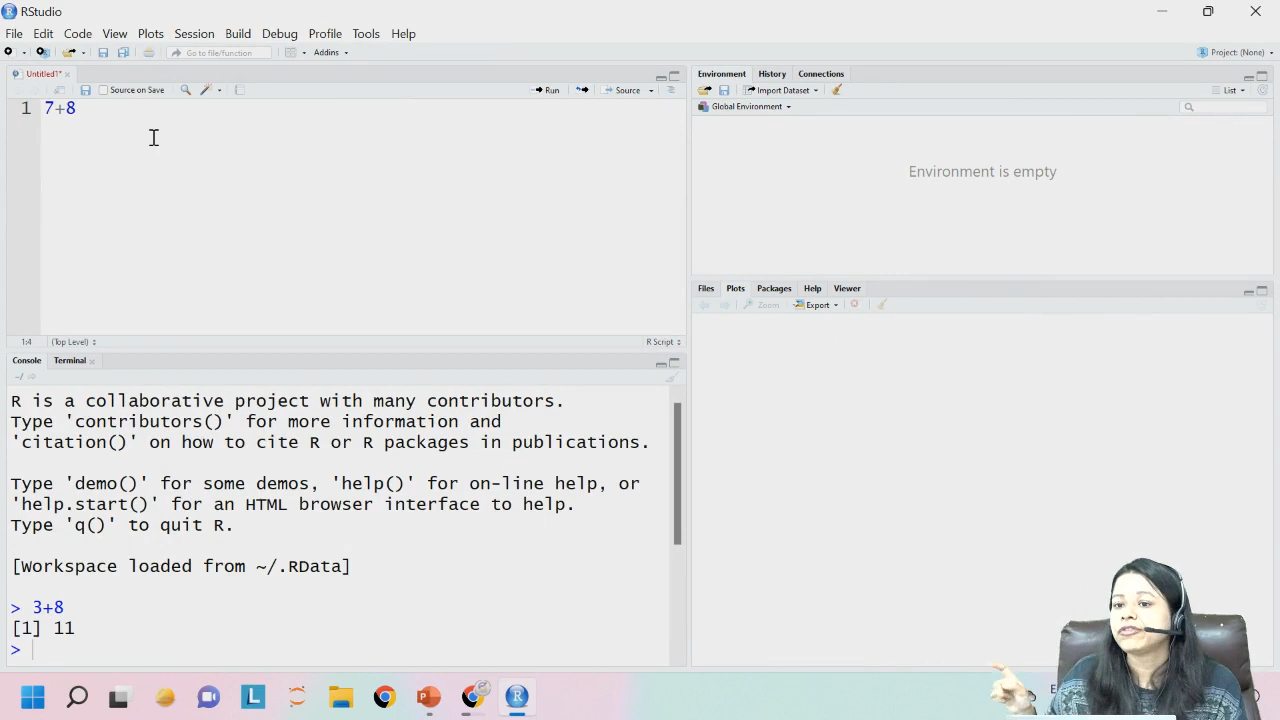 RStudio
File Edit Code View Plots Session Build Debug Profile Tools Help
Go to file/function Addins Project: (None)
Untitled1*
Source on Save Run Source
1 7+8
1:4 (Top Level) R Script
Console Terminal
~/
R is a collaborative project with many contributors.
Type 'contributors()' for more information and
'citation()' on how to cite R or R packages in publications.
Type 'demo()' for some demos, 'help()' for on-line help, or
'help.start()' for an HTML browser interface to help.
Type 'q()' to quit R.
[Workspace loaded from ~/.RData]
> 3+8
[1] 11
>
Environment History Connections
Import Dataset List
Global Environment
Environment is empty
Files Plots Packages Help Viewer
Zoom Export
L